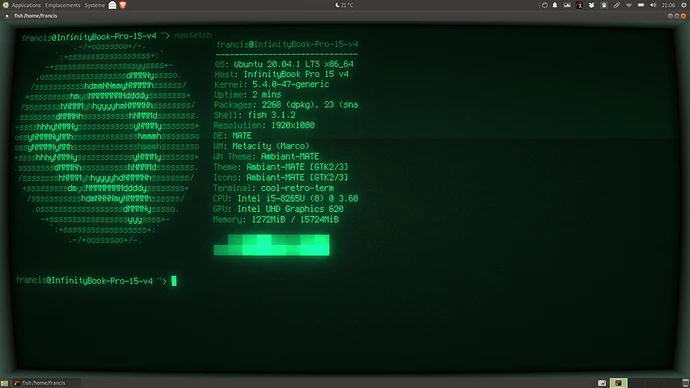 Applications Emplacements Système
21 °C
21:06
fish /home/francis
francis@InfinityBook-Pro-15-v4 ~> neofetch
francis@InfinityBook-Pro-15-v4
OS: Ubuntu 20.04.1 LTS x86_64
Host: InfinityBook Pro 15 v4
Kernel: 5.4.0-47-generic
Uptime: 2 mins
Packages: 2268 (dpkg), 23 (sna
Shell: fish 3.1.2
Resolution: 1920x1080
DE: MATE
WM: Metacity (Marco)
WM Theme: Ambiant-MATE
Theme: Ambiant-MATE [GTK2/3]
Icons: Ambiant-MATE [GTK2/3]
Terminal: cool-retro-term
CPU: Intel i5-8265U (8) @ 3.60
GPU: Intel UHD Graphics 620
Memory: 1272MiB / 15724MiB
francis@InfinityBook-Pro-15-v4 ~>
fish /home/francis